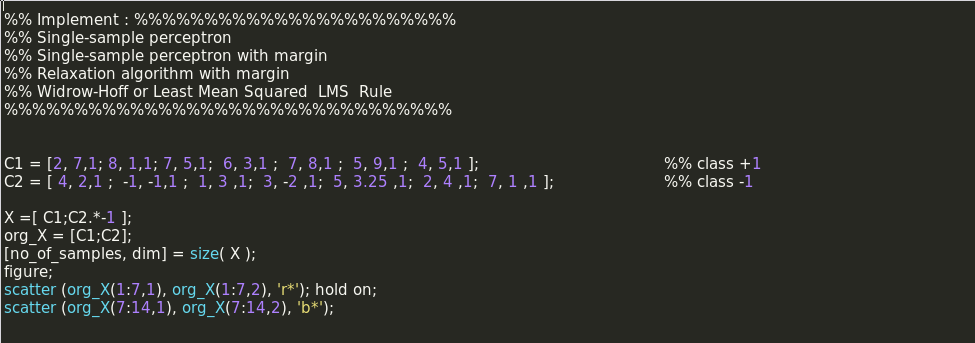 %% Implement : %%%%%%%%%%%%%%%%%%%%%%%
%% Single-sample perceptron
%% Single-sample perceptron with margin
%% Relaxation algorithm with margin
%% Widrow-Hoff or Least Mean Squared  LMS  Rule
%%%%%%%%%%%%%%%%%%%%%%%%%%%%%%%%
C1 = [2, 7,1; 8, 1,1; 7, 5,1;  6, 3,1 ;  7, 8,1 ;  5, 9,1 ;  4, 5,1 ]; %% class +1
C2 = [ 4, 2,1 ;  -1, -1,1 ;  1, 3 ,1;  3, -2 ,1;  5, 3.25 ,1;  2, 4 ,1;  7, 1 ,1 ]; %% class -1
X =[ C1;C2.*-1 ];
org_X = [C1;C2];
[no_of_samples, dim] = size( X );
figure;
scatter (org_X(1:7,1), org_X(1:7,2), 'r*'); hold on;
scatter (org_X(7:14,1), org_X(7:14,2), 'b*');